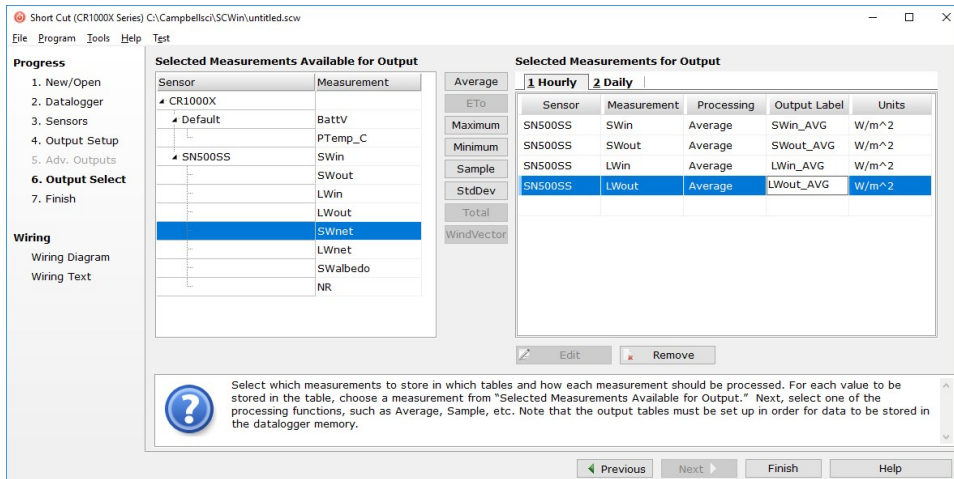 Short Cut (CR1000X Series) C:\Campbellsci\SCWin\untitled.scw
File Program Tools Help Test
Progress
1. New/Open
2. Datalogger
3. Sensors
4. Output Setup
5. Adv. Outputs
6. Output Select
7. Finish
Wiring
Wiring Diagram
Wiring Text
Selected Measurements Available for Output
Sensor Measurement
CR1000X
Default BattV
PTemp_C
SN500SS SWin
SWout
LWin
LWout
SWnet
LWnet
SWalbedo
NR
Average
ETo
Maximum
Minimum
Sample
StdDev
Total
WindVector
Selected Measurements for Output
1 Hourly 2 Daily
Sensor Measurement Processing Output Label Units
SN500SS SWin Average SWin_AVG W/m^2
SN500SS SWout Average SWout_AVG W/m^2
SN500SS LWin Average LWin_AVG W/m^2
SN500SS LWout Average LWout_AVG W/m^2
Edit Remove
Select which measurements to store in which tables and how each measurement should be processed. For each value to be
stored in the table, choose a measurement from “Selected Measurements Available for Output.” Next, select one of the
processing functions, such as Average, Sample, etc. Note that the output tables must be set up in order for data to be stored in
the datalogger memory.
Previous Next Finish Help